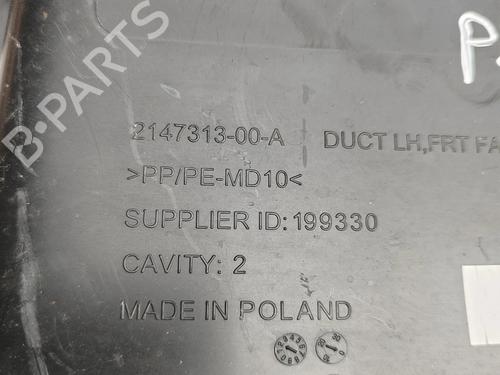 B-PARTS
P
2147313-00-A DUCT LH,FRT FA
>PP/PE-MD10<
SUPPLIER ID:199330
CAVITY: 2
MADE IN POLAND